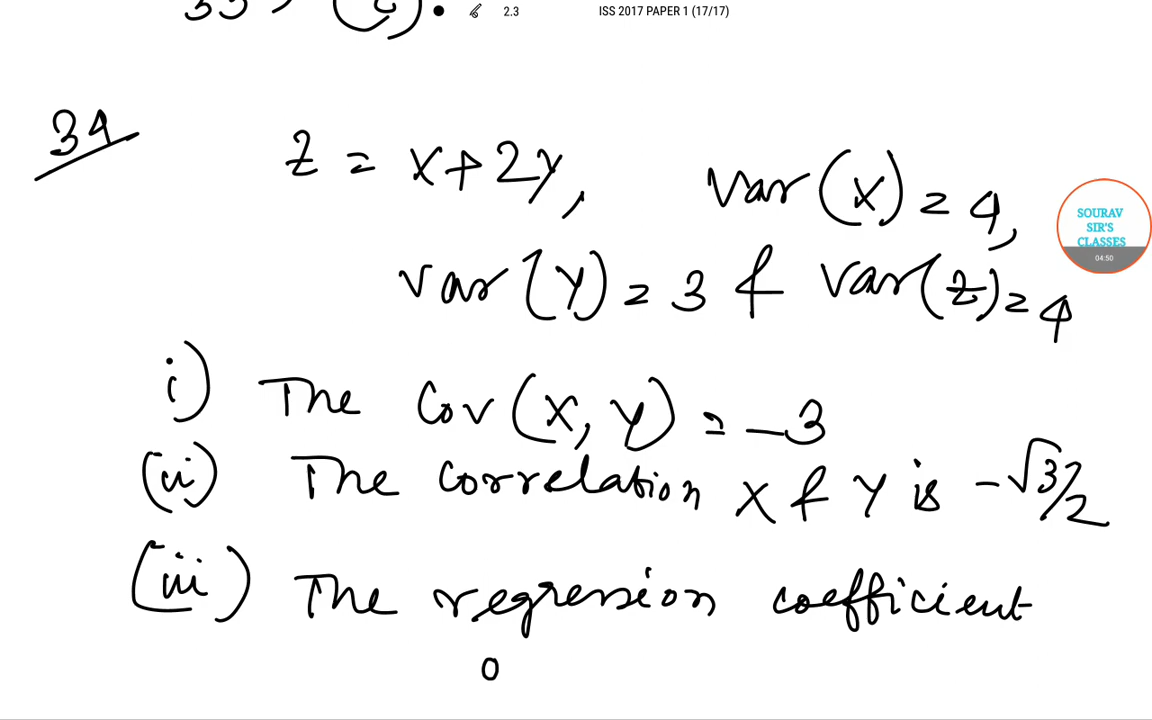 2.3
ISS 2017 PAPER 1 (17/17)
34
Z = X+2Y, Var(X) = 4,
Var(Y) = 3 & Var(Z) = 4
i) The Cov(X, Y) = -3
(ii) The correlation X & Y is -√3/2
(iii) The regression coefficient
o
SOURAV
SIR'S
CLASSES
04:50